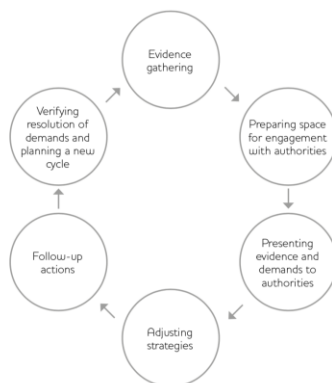 Evidence
gathering
Preparing space
for engagement
with authorities
Presenting
evidence and
demands to
authorities
Adjusting
strategies
Follow-up
actions
Verifying
resolution of
demands and
planning a new
cycle